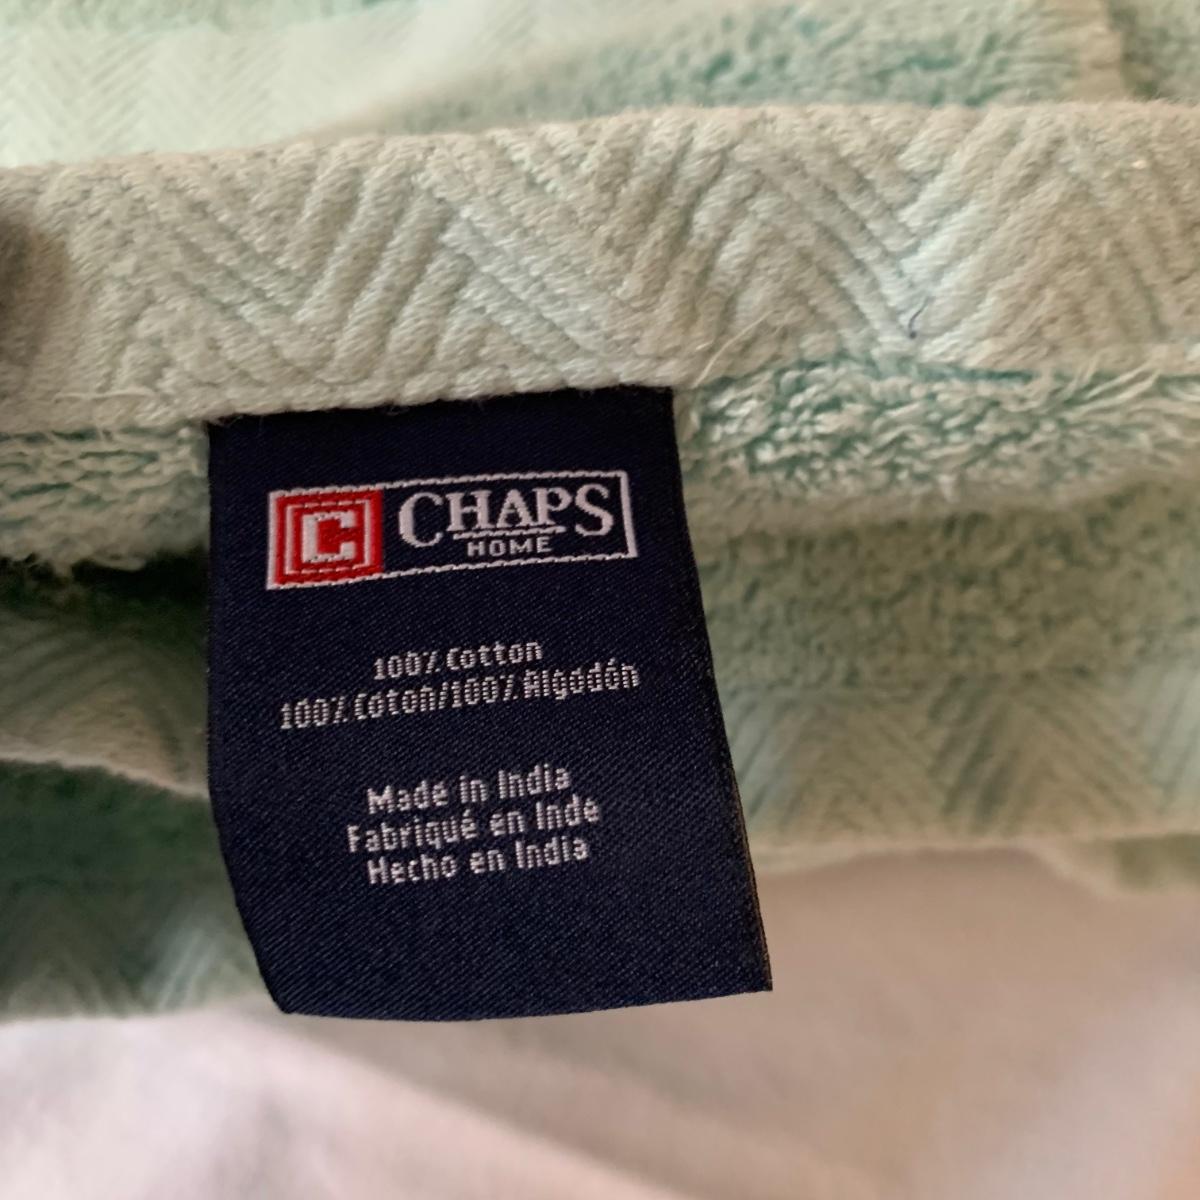 C CHAPS
HOME
100% Cotton
100% Coton/100% Algodón
Made in India
Fabriqué en Inde
Hecho en India